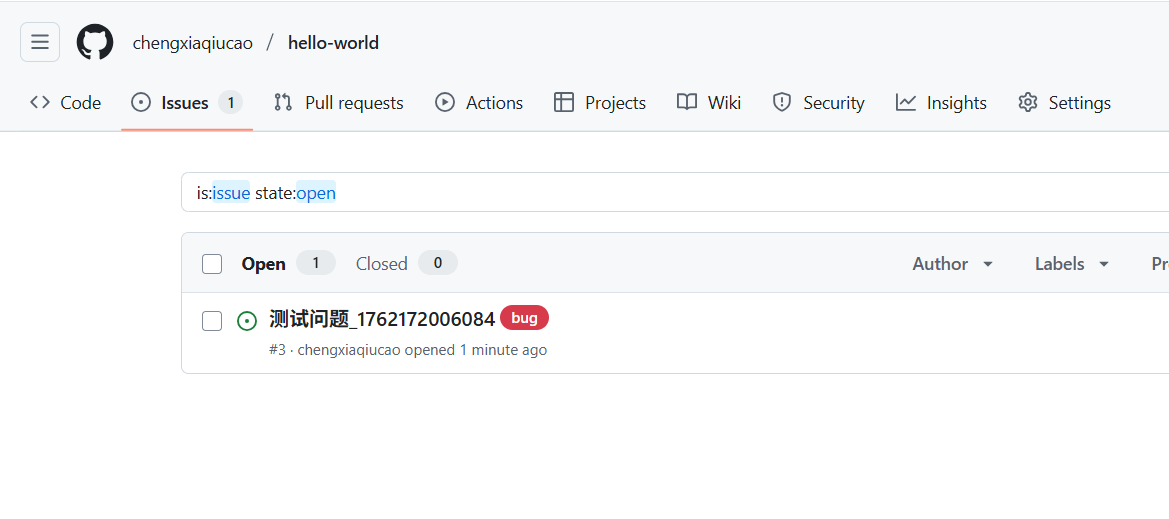 chengxiaqiucao / hello-world
Code Issues 1 Pull requests Actions Projects Wiki Security Insights Settings
is:issue state:open
Open 1 Closed 0 Author Labels Pr
测试问题_1762172006084 bug
#3 · chengxiaqiucao opened 1 minute ago